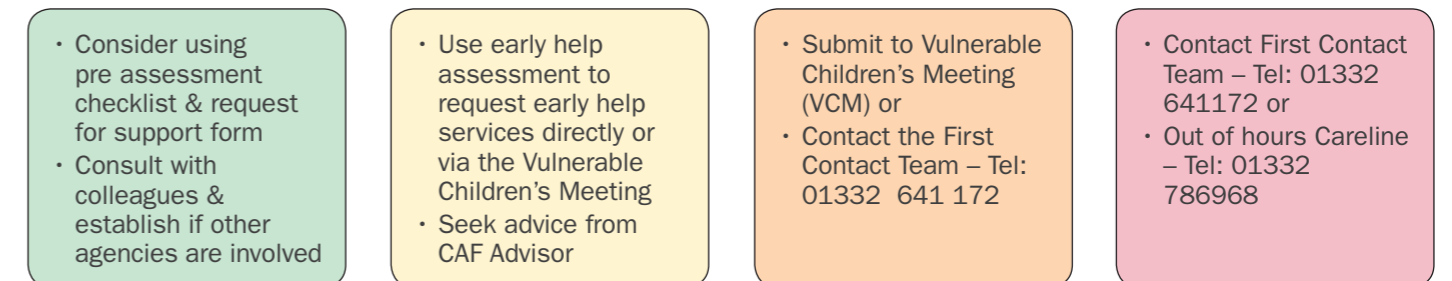 • Consider using
pre assessment
checklist & request
for support form
• Consult with
colleagues &
establish if other
agencies are involved
• Use early help
assessment to
request early help
services directly or
via the Vulnerable
Children's Meeting
• Seek advice from
CAF Advisor
• Submit to Vulnerable
Children's Meeting
(VCM) or
• Contact the First
Contact Team – Tel:
01332  641 172
• Contact First Contact
Team – Tel: 01332
641172 or
• Out of hours Careline
– Tel: 01332
786968